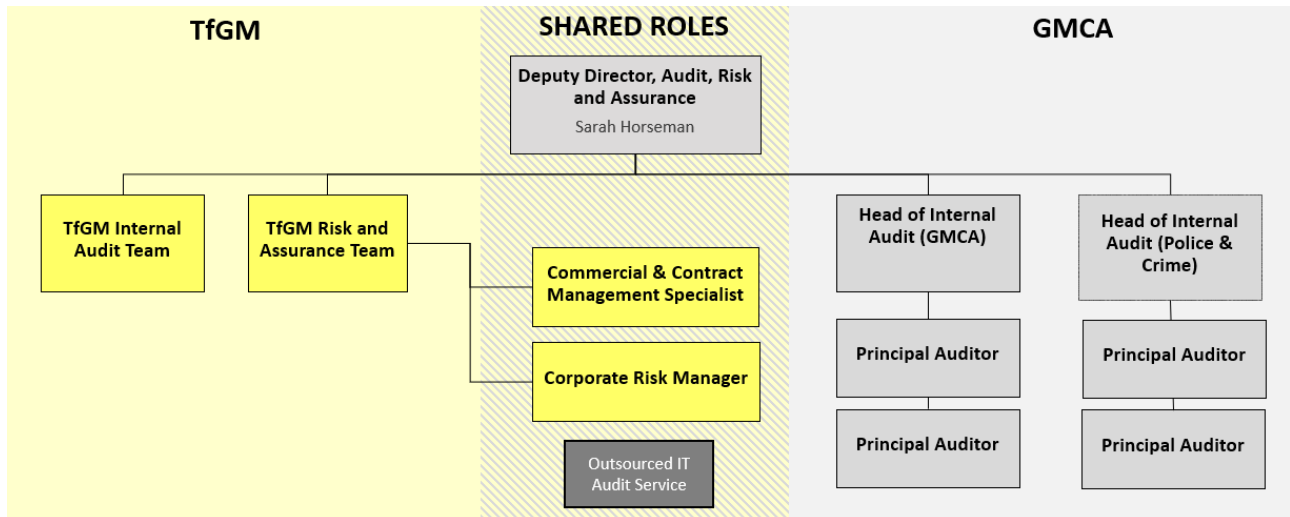 TfGM
SHARED ROLES
GMCA
Deputy Director, Audit, Risk
and Assurance
Sarah Horseman
TfGM Internal
Audit Team
TfGM Risk and
Assurance Team
Head of Internal
Audit (GMCA)
Head of Internal
Audit (Police &
Crime)
Commercial & Contract
Management Specialist
Corporate Risk Manager
Principal Auditor
Principal Auditor
Principal Auditor
Principal Auditor
Outsourced IT
Audit Service